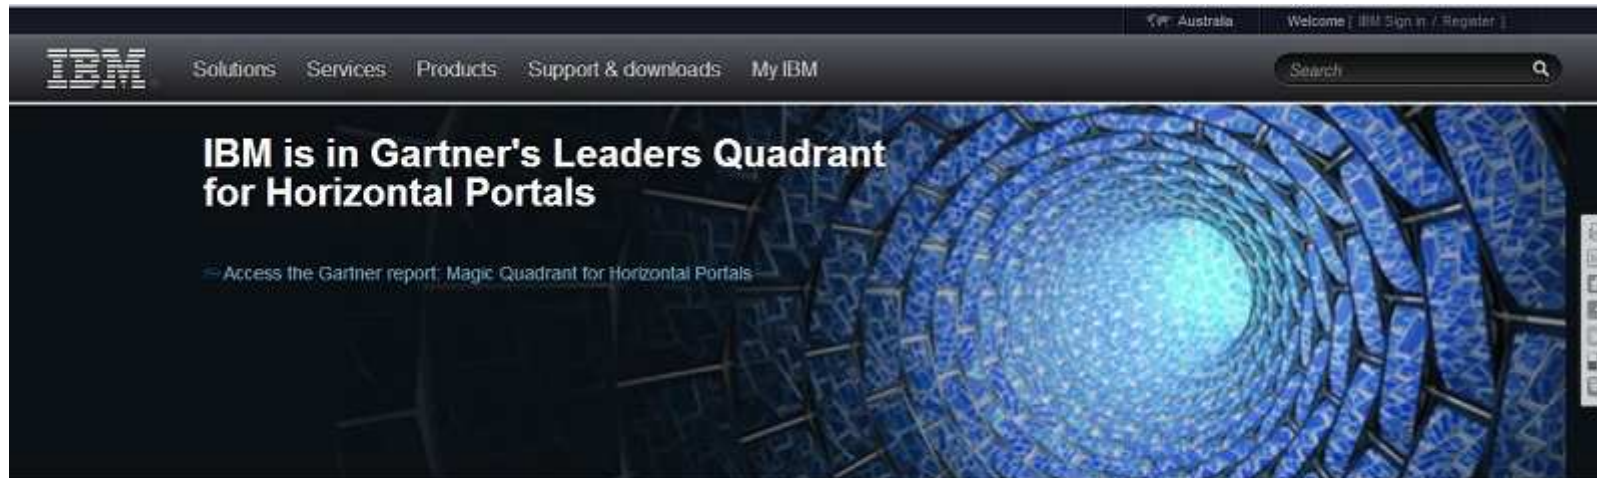 Australia Welcome [ IBM Sign in / Register ]
IBM Solutions Services Products Support & downloads My IBM Search
IBM is in Gartner's Leaders Quadrant
for Horizontal Portals
Access the Gartner report: Magic Quadrant for Horizontal Portals